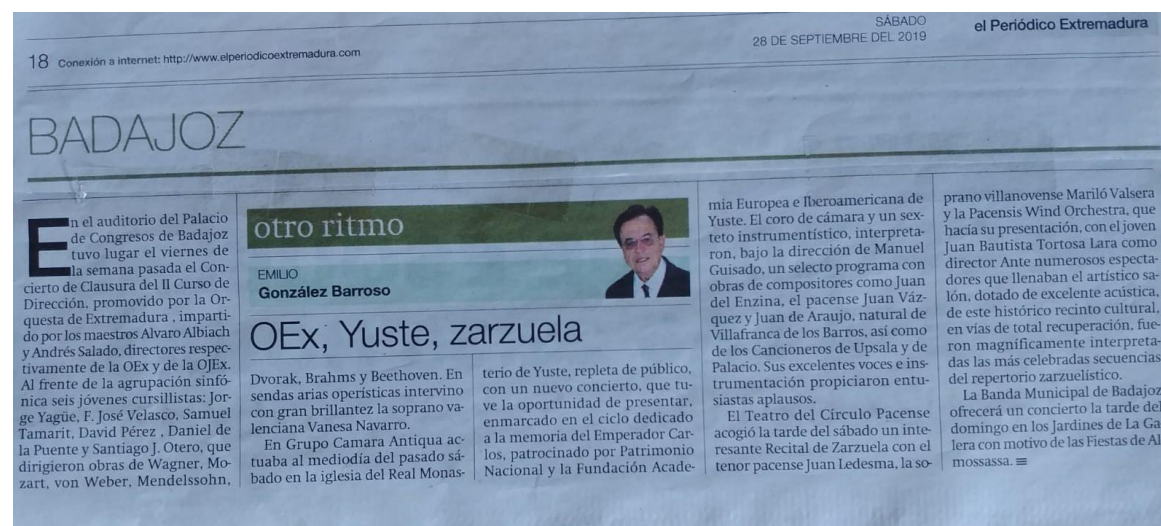 18 Conexión a internet: http://www.elperiodicoextremadura.com
SÁBADO
28 DE SEPTIEMBRE DEL 2019
el Periódico Extremadura
BADAJOZ
otro ritmo
EMILIO
González Barroso
OEx, Yuste, zarzuela
En el auditorio del Palacio
de Congresos de Badajoz
tuvo lugar el viernes de
la semana pasada el Con-
cierto de Clausura del II Curso de
Dirección, promovido por la Or-
questa de Extremadura , imparti-
do por los maestros Alvaro Albiach
y Andrés Salado, directores respec-
tivamente de la OEx y de la OJEx.
Al frente de la agrupación sinfó-
nica seis jóvenes cursillistas: Jor-
ge Yagüe, F. José Velasco, Samuel
Tamarit, David Pérez , Daniel de
la Puente y Santiago J. Otero, que
dirigieron obras de Wagner, Mo-
zart, von Weber, Mendelssohn,
Dvorak, Brahms y Beethoven. En
sendas arias operísticas intervino
con gran brillantez la soprano va-
lenciana Vanesa Navarro.
En Grupo Camara Antiqua ac-
tuaba al mediodía del pasado sá-
bado en la iglesia del Real Monas-
terio de Yuste, repleta de público,
con un nuevo concierto, que tu-
ve la oportunidad de presentar,
enmarcado en el ciclo dedicado
a la memoria del Emperador Car-
los, patrocinado por Patrimonio
Nacional y la Fundación Acade-
mia Europea e Iberoamericana de
Yuste. El coro de cámara y un sex-
teto instrumentístico, interpreta-
ron, bajo la dirección de Manuel
Guisado, un selecto programa con
obras de compositores como Juan
del Enzina, el pacense Juan Váz-
quez y Juan de Araujo, natural de
Villafranca de los Barros, así como
de los Cancioneros de Upsala y de
Palacio. Sus excelentes voces e ins-
trumentación propiciaron entu-
siastas aplausos.
El Teatro del Círculo Pacense
acogió la tarde del sábado un inte-
resante Recital de Zarzuela con el
tenor pacense Juan Ledesma, la so-
prano villanovense Mariló Valsera
y la Pacensis Wind Orchestra, que
hacía su presentación, con el joven
Juan Bautista Tortosa Lara como
director Ante numerosos especta-
dores que llenaban el artístico sa-
lón, dotado de excelente acústica,
de este histórico recinto cultural,
en vías de total recuperación, fue-
ron magníficamente interpreta-
das las más celebradas secuencias
del repertorio zarzuelístico.
La Banda Municipal de Badajoz
ofrecerá un concierto la tarde del
domingo en los Jardines de La Ga
lera con motivo de las Fiestas de Al
mossassa.